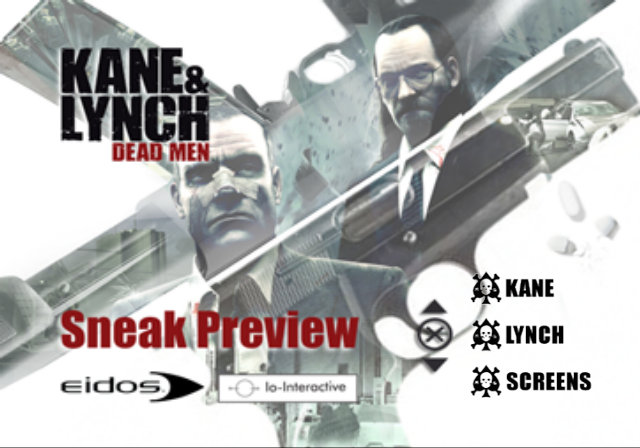 KANE&
LYNCH
DEAD MEN
Sneak Preview
eidos
Io-Interactive
KANE
LYNCH
SCREENS